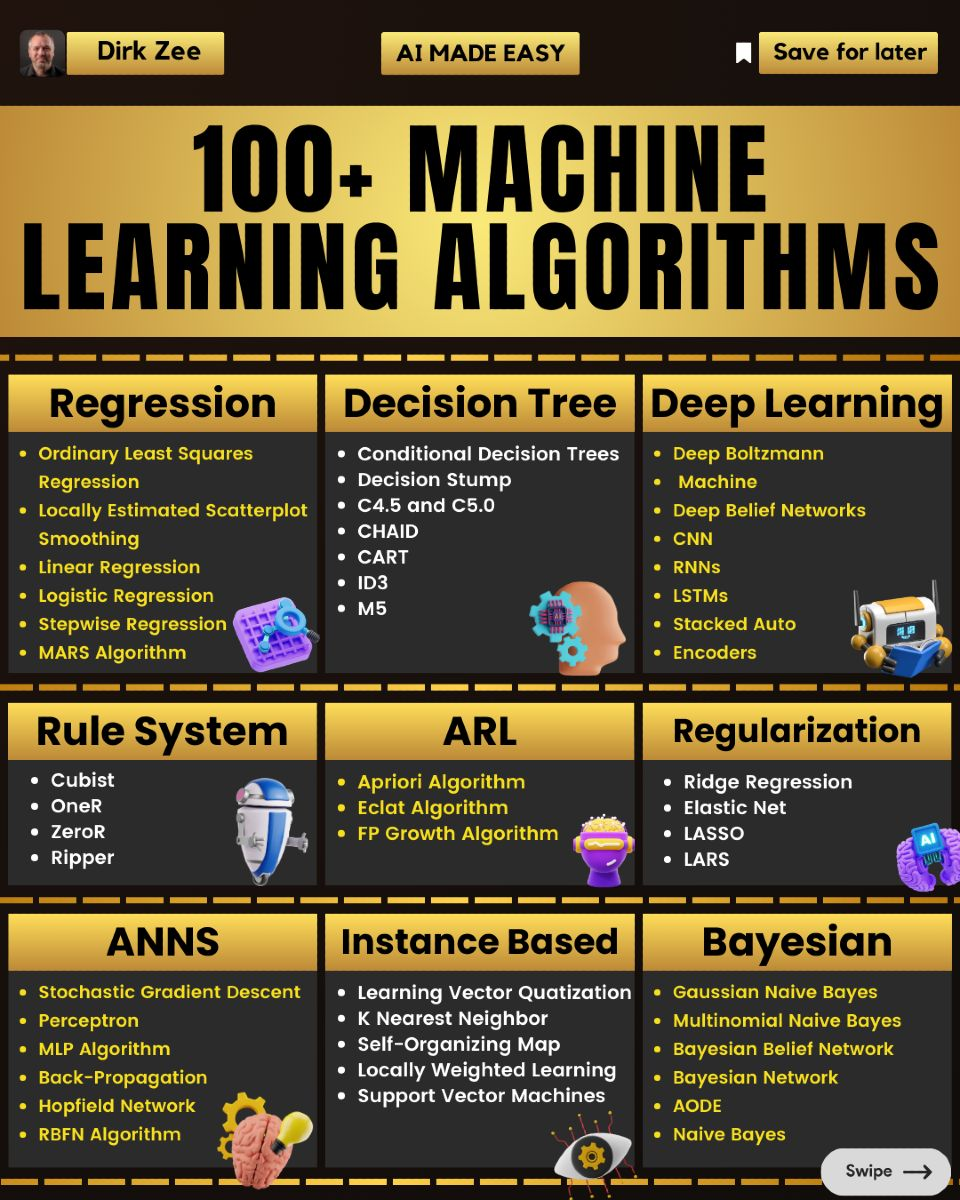 Dirk Zee
AI MADE EASY
Save for later
100+ MACHINE
LEARNING ALGORITHMS
Regression
Ordinary Least Squares
Regression
Locally Estimated Scatterplot
Smoothing
Linear Regression
Logistic Regression
Stepwise Regression
MARS Algorithm
Decision Tree
Conditional Decision Trees
Decision Stump
C4.5 and C5.0
CHAID
CART
ID3
M5
Deep Learning
Deep Boltzmann
Machine
Deep Belief Networks
CNN
RNNs
LSTMs
Stacked Auto
Encoders
Rule System
Cubist
OneR
ZeroR
Ripper
ARL
Apriori Algorithm
Eclat Algorithm
FP Growth Algorithm
Regularization
Ridge Regression
Elastic Net
LASSO
LARS
AI
ANNS
Stochastic Gradient Descent
Perceptron
MLP Algorithm
Back-Propagation
Hopfield Network
RBFN Algorithm
Instance Based
Learning Vector Quatization
K Nearest Neighbor
Self-Organizing Map
Locally Weighted Learning
Support Vector Machines
Bayesian
Gaussian Naive Bayes
Multinomial Naive Bayes
Bayesian Belief Network
Bayesian Network
AODE
Naive Bayes
Swipe